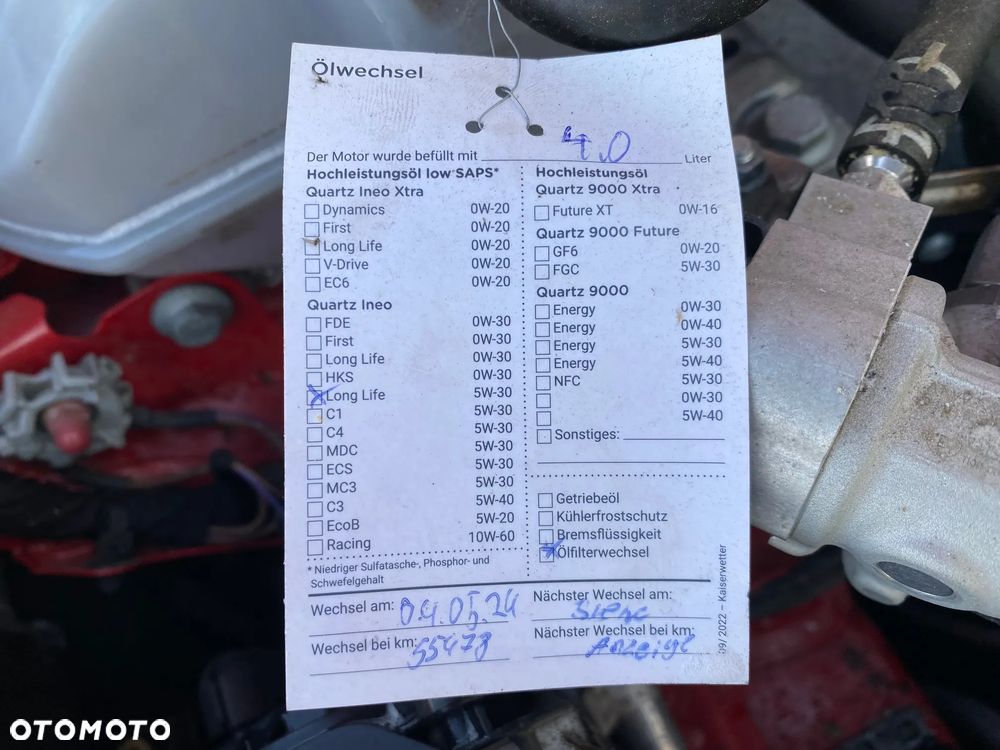 Ölwechsel
Der Motor wurde befüllt mit 4.0 Liter
Hochleistungsöl low SAPS*
Quartz Ineo Xtra
Dynamics 0W-20
First 0W-20
Long Life 0W-20
V-Drive 0W-20
EC6 0W-20
Quartz Ineo
FDE 0W-30
First 0W-30
Long Life 0W-30
HKS 0W-30
Long Life 5W-30
C1 5W-30
C4 5W-30
MDC 5W-30
ECS 5W-30
MC3 5W-30
C3 5W-40
EcoB 5W-20
Racing 10W-60
* Niedriger Sulfatasche-, Phosphor- und
Schwefelgehalt
Hochleistungsöl
Quartz 9000 Xtra
Future XT 0W-16
Quartz 9000 Future
GF6 0W-20
FGC 5W-30
Quartz 9000
Energy 0W-30
Energy 0W-40
Energy 5W-30
Energy 5W-40
NFC 5W-30
0W-30
5W-40
Sonstiges:
Getriebeöl
Kühlerfrostschutz
Bremsflüssigkeit
Ölfilterwechsel
Wechsel am: 04.05.24
Wechsel bei km: 55473
Nächster Wechsel am: Siehe
Nächster Wechsel bei km: Anzeige
09/2022 – Kaiserwetter
OTOMOTO